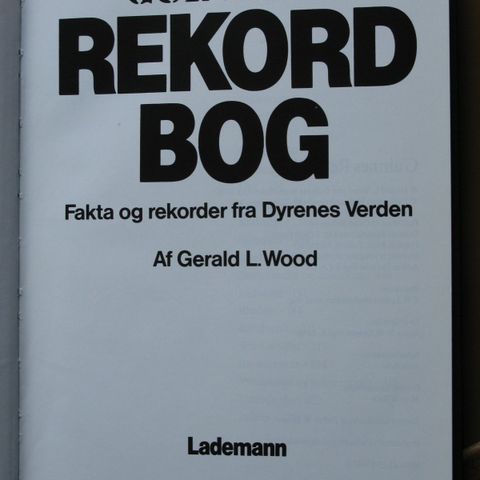 REKORD
BOG
Fakta og rekorder fra Dyrenes Verden
Af Gerald L. Wood
Lademann